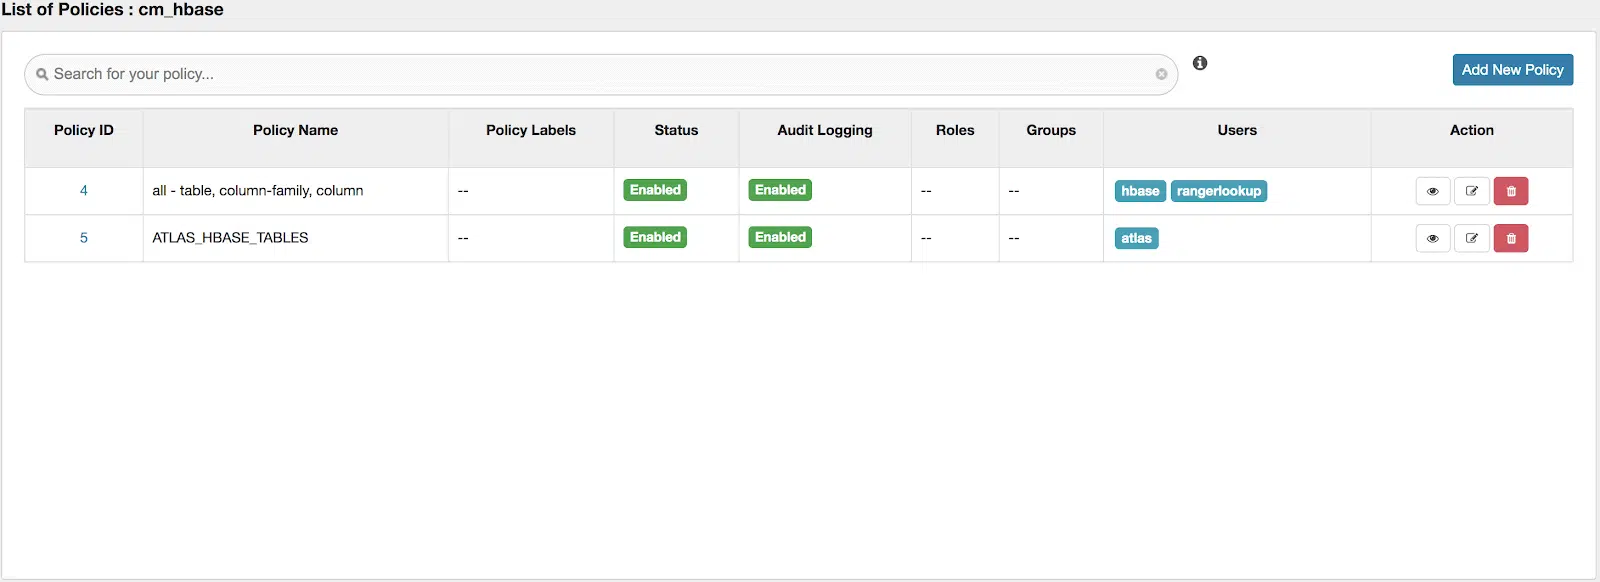 List of Policies : cm_hbase
Search for your policy...
Add New Policy
Policy ID Policy Name Policy Labels Status Audit Logging Roles Groups Users Action
4 all - table, column-family, column -- Enabled Enabled -- -- hbase rangerlookup
5 ATLAS_HBASE_TABLES -- Enabled Enabled -- -- atlas